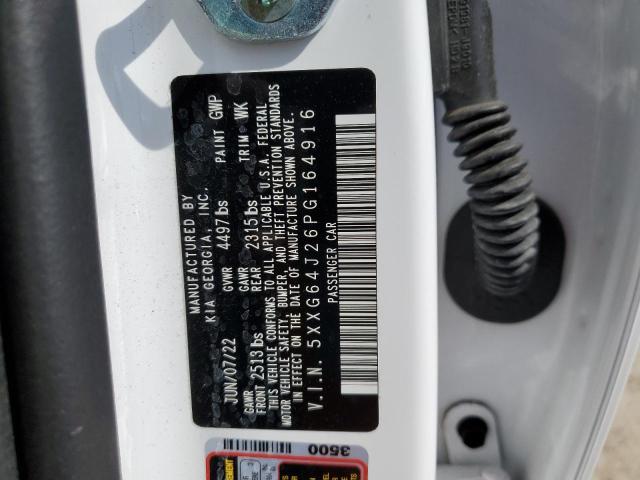 MANUFACTURED BY
KIA GEORGIA, INC.
JUN/07/22 GVWR 4497lbs PAINT GWP
GAWR FRONT 2513lbs GAWR REAR 2315lbs TRIM WK
THIS VEHICLE CONFORMS TO ALL APPLICABLE U.S.A. FEDERAL
MOTOR VEHICLE SAFETY, BUMPER, AND THEFT PREVENTION STANDARDS
IN EFFECT ON THE DATE OF MANUFACTURE SHOWN ABOVE.
V.I.N. 5XXG64J26PG164916
PASSENGER CAR
3500